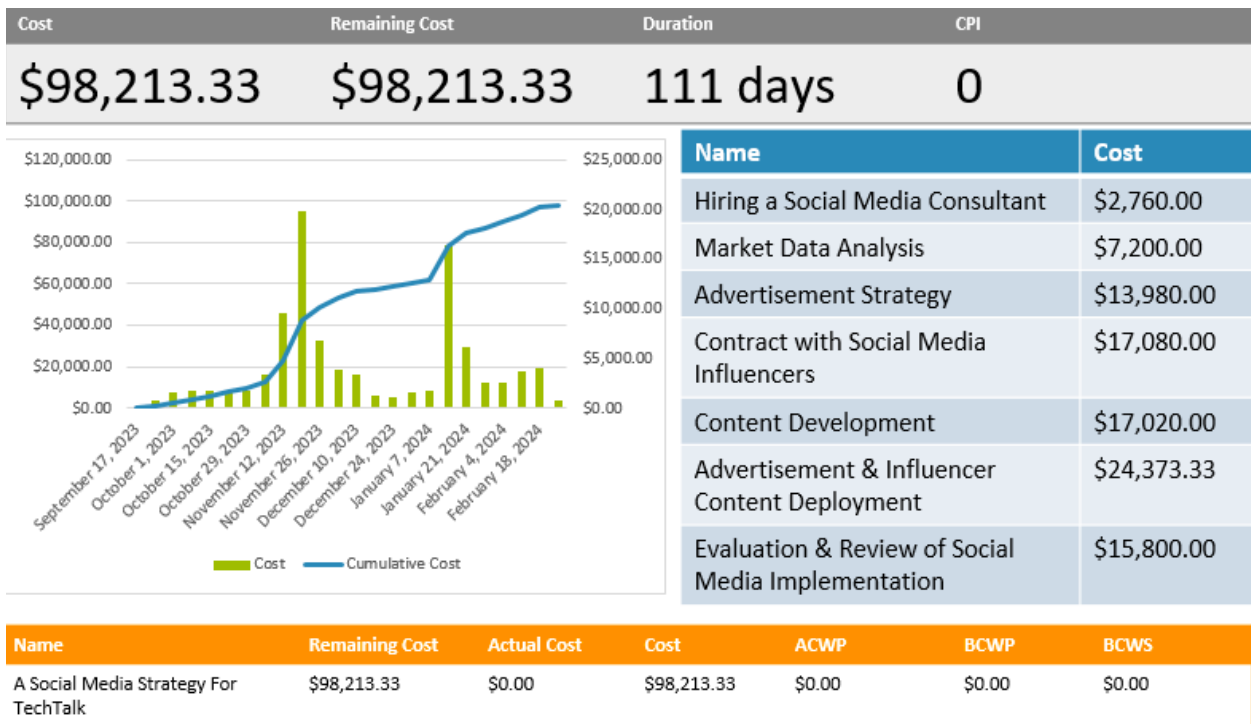 Cost Remaining Cost Duration CPI
$98,213.33 $98,213.33 111 days 0
$120,000.00
$100,000.00
$80,000.00
$60,000.00
$40,000.00
$20,000.00
$0.00
$25,000.00
$20,000.00
$15,000.00
$10,000.00
$5,000.00
$0.00
September 17, 2023
October 1, 2023
October 15, 2023
October 29, 2023
November 12, 2023
November 26, 2023
December 10, 2023
December 24, 2023
January 7, 2024
January 21, 2024
February 4, 2024
February 18, 2024
Cost Cumulative Cost
Name Cost
Hiring a Social Media Consultant $2,760.00
Market Data Analysis $7,200.00
Advertisement Strategy $13,980.00
Contract with Social Media $17,080.00
Influencers
Content Development $17,020.00
Advertisement & Influencer $24,373.33
Content Deployment
Evaluation & Review of Social $15,800.00
Media Implementation
Name Remaining Cost Actual Cost Cost ACWP BCWP BCWS
A Social Media Strategy For $98,213.33 $0.00 $98,213.33 $0.00 $0.00 $0.00
TechTalk